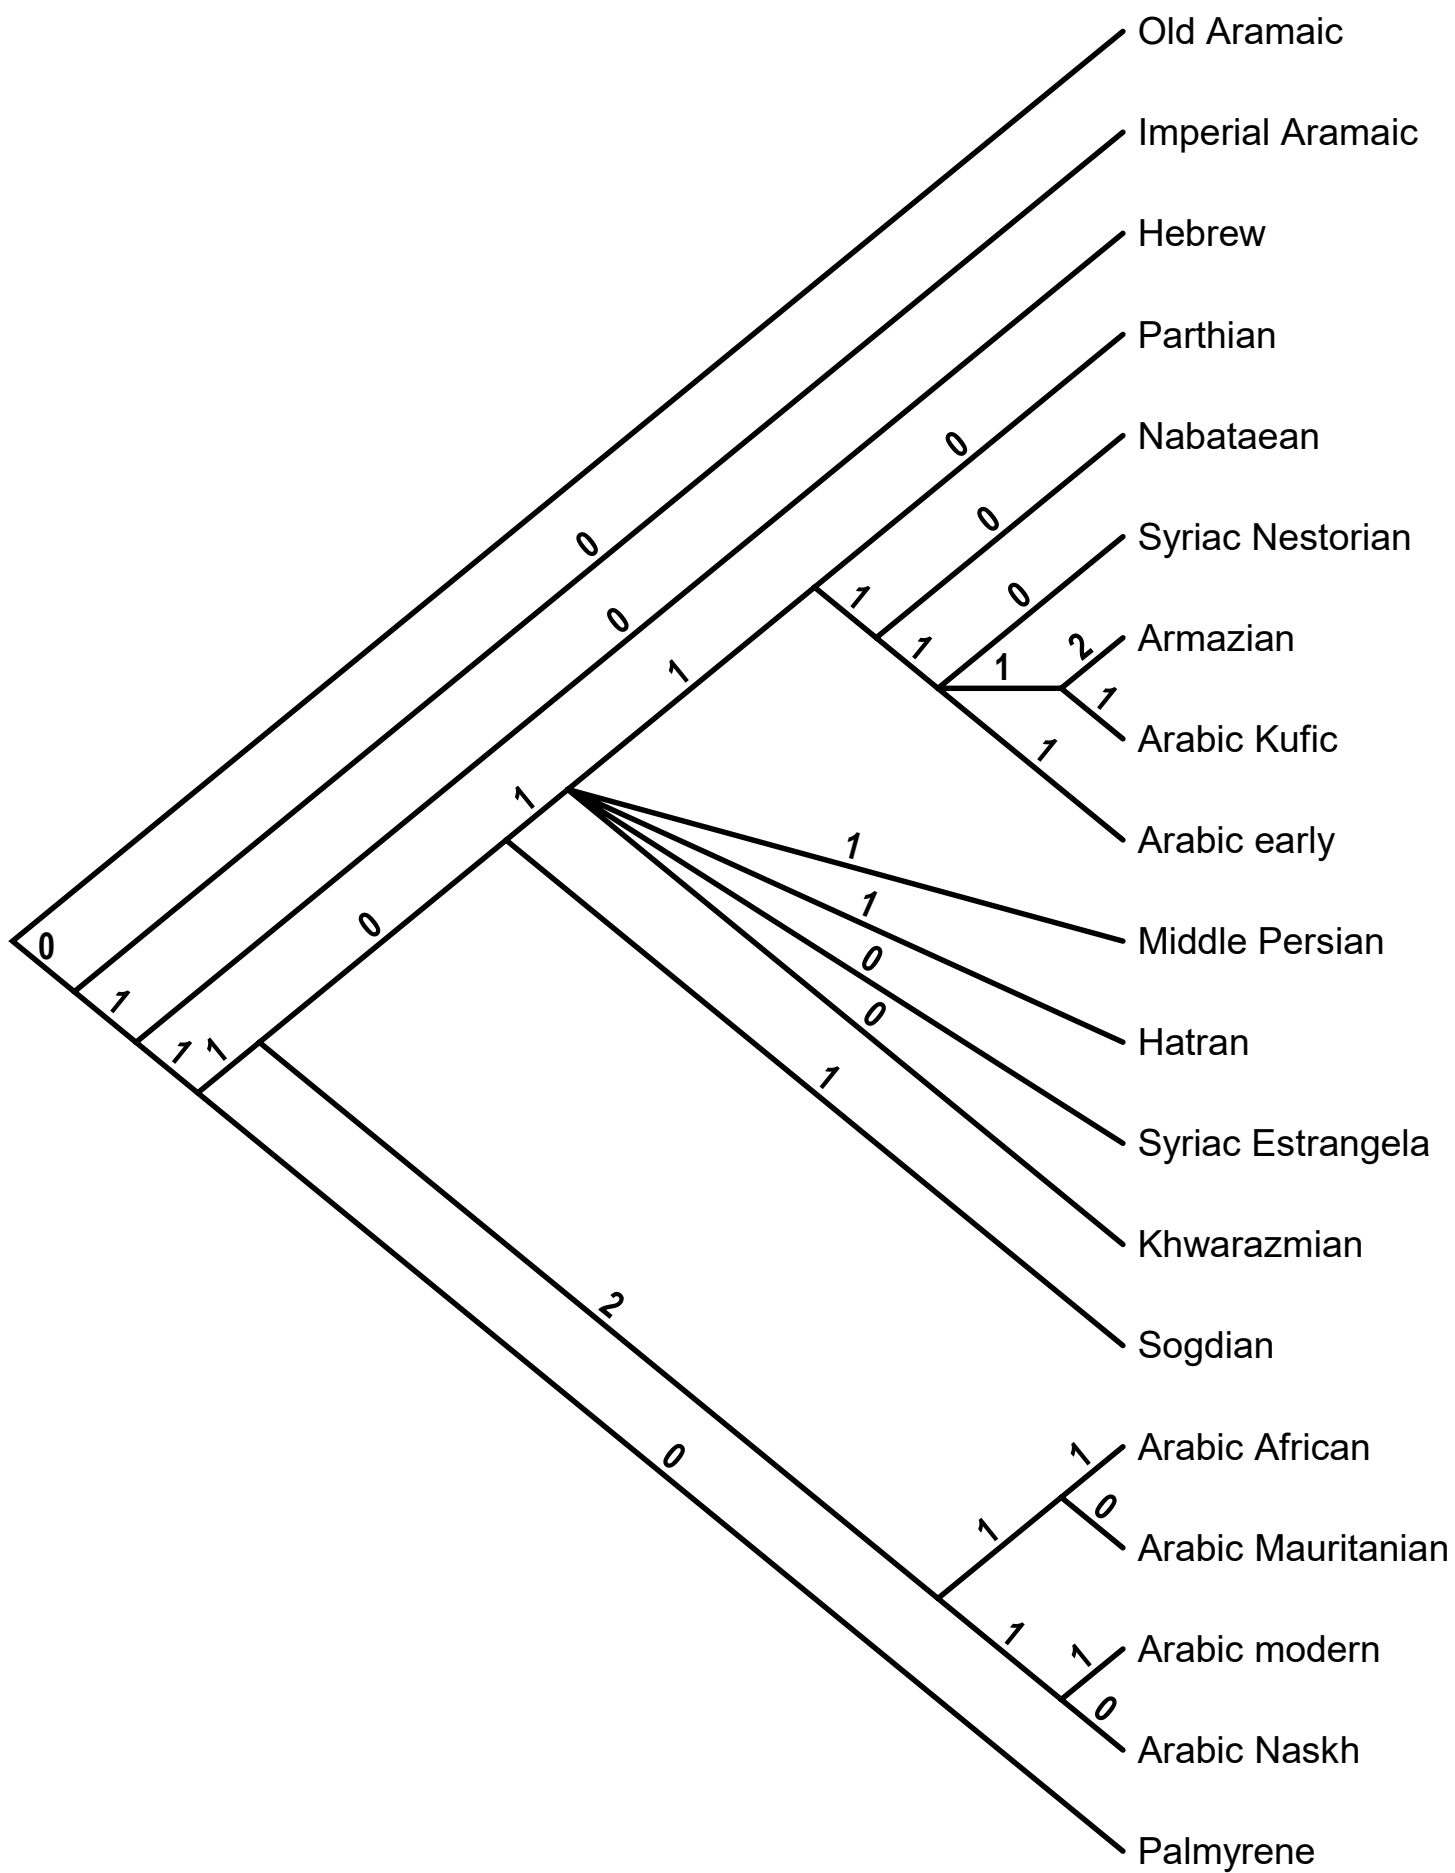 Old Aramaic
Imperial Aramaic
Hebrew
Parthian
0
Nabataean
0
Syriac Nestorian
0
0
1
Armazian
2
0
1
1
1
1
Arabic Kufic
1
1
1
Arabic early
1
1
0
0
Middle Persian
0
1
0
Hatran
1
1
1
Syriac Estrangela
Khwarazmian
2
Sogdian
0
1
Arabic African
0
1
Arabic Mauritanian
1
1
Arabic modern
0
Arabic Naskh
Palmyrene